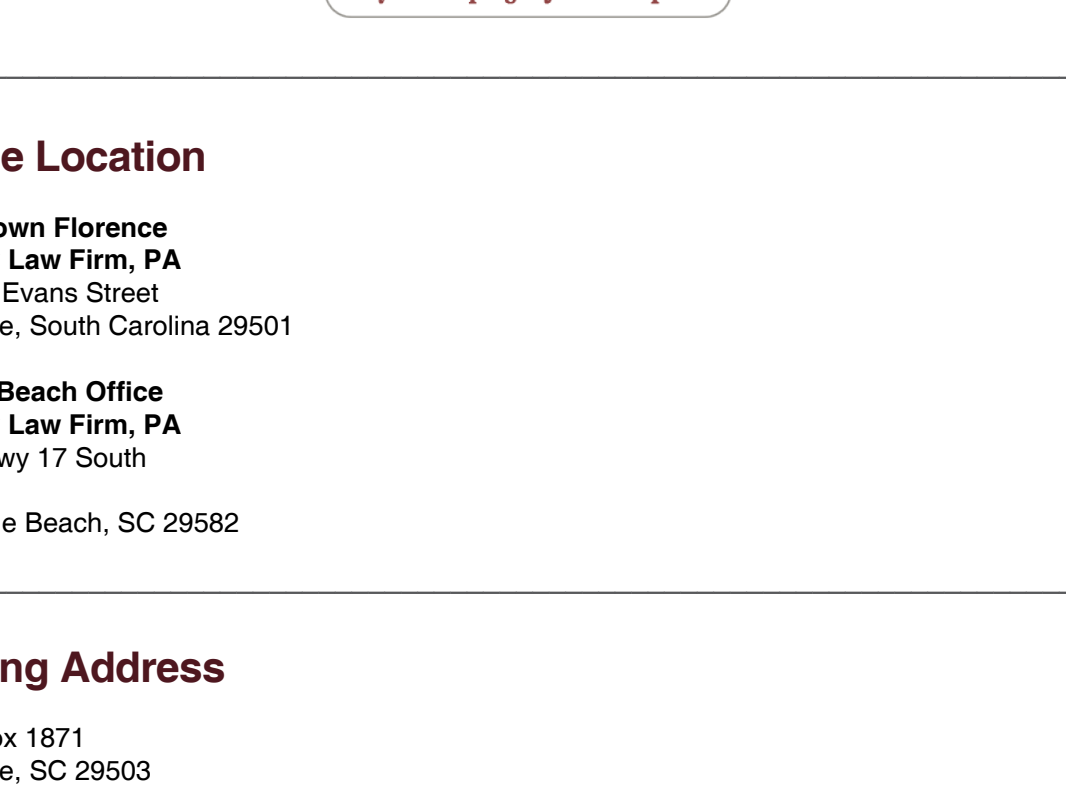 e Location
own Florence
Law Firm, PA
Evans Street
e, South Carolina 29501
Beach Office
Law Firm, PA
wy 17 South
e Beach, SC 29582
ng Address
ox 1871
e, SC 29503